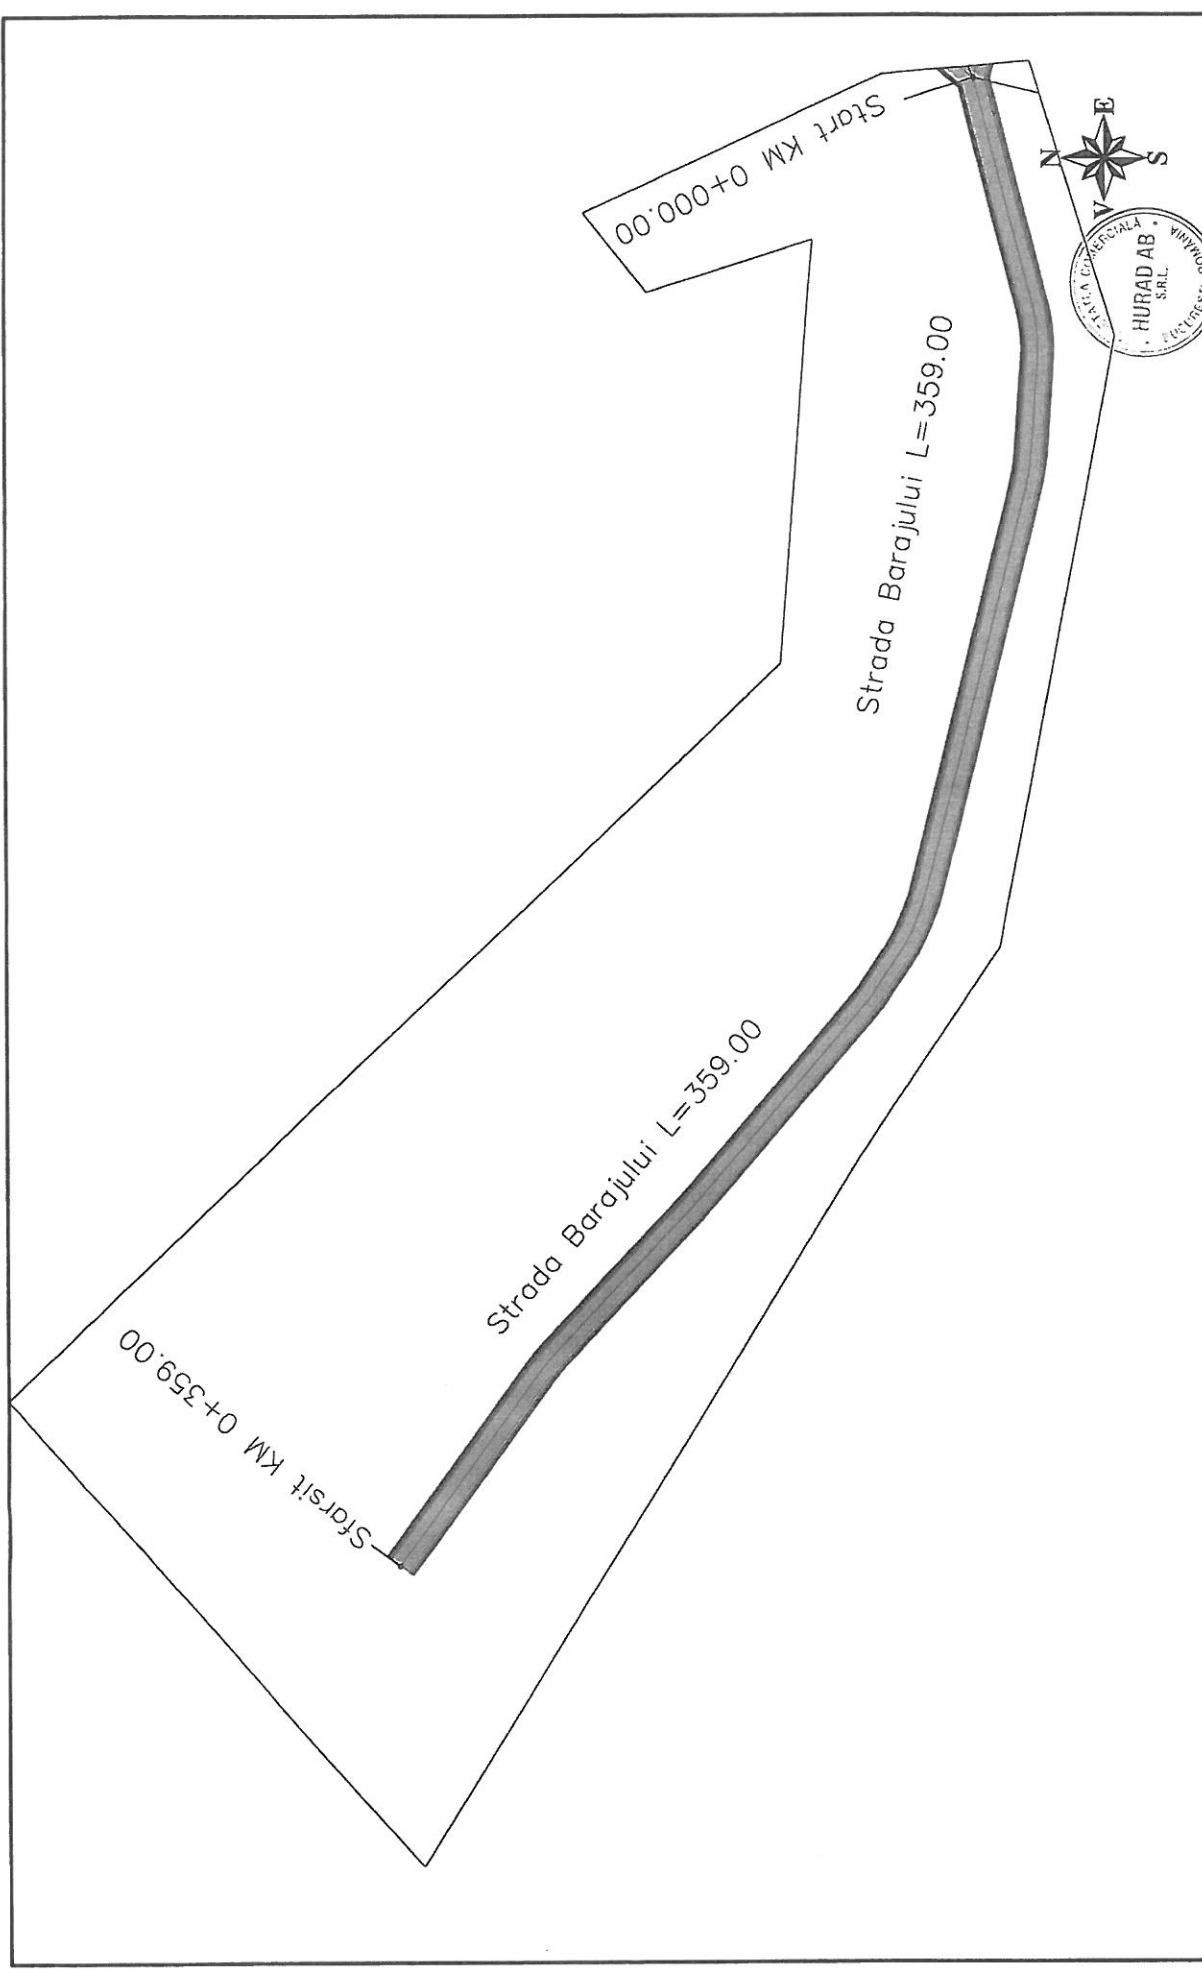 Start KM 0+000.00
E
N
S
V
HURAD AB
S.R.L.
Strada Barajului L=359.00
Strada Barajului L=359.00
Sfarsit KM 0+359.00